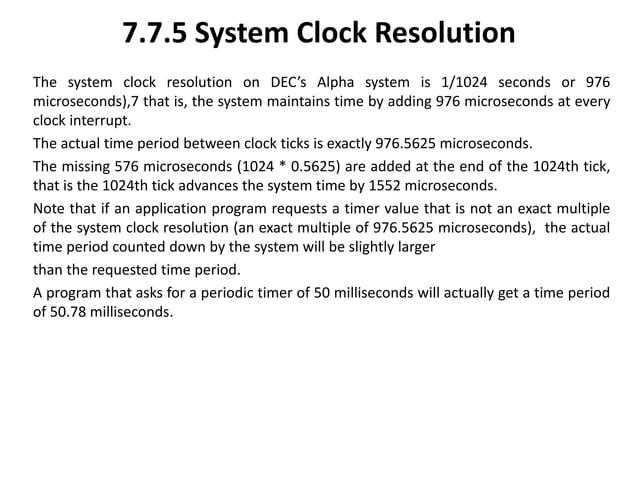 7.7.5 System Clock Resolution
The system clock resolution on DEC’s Alpha system is 1/1024 seconds or 976
microseconds),7 that is, the system maintains time by adding 976 microseconds at every
clock interrupt.
The actual time period between clock ticks is exactly 976.5625 microseconds.
The missing 576 microseconds (1024 * 0.5625) are added at the end of the 1024th tick,
that is the 1024th tick advances the system time by 1552 microseconds.
Note that if an application program requests a timer value that is not an exact multiple
of the system clock resolution (an exact multiple of 976.5625 microseconds), the actual
time period counted down by the system will be slightly larger
than the requested time period.
A program that asks for a periodic timer of 50 milliseconds will actually get a time period
of 50.78 milliseconds.